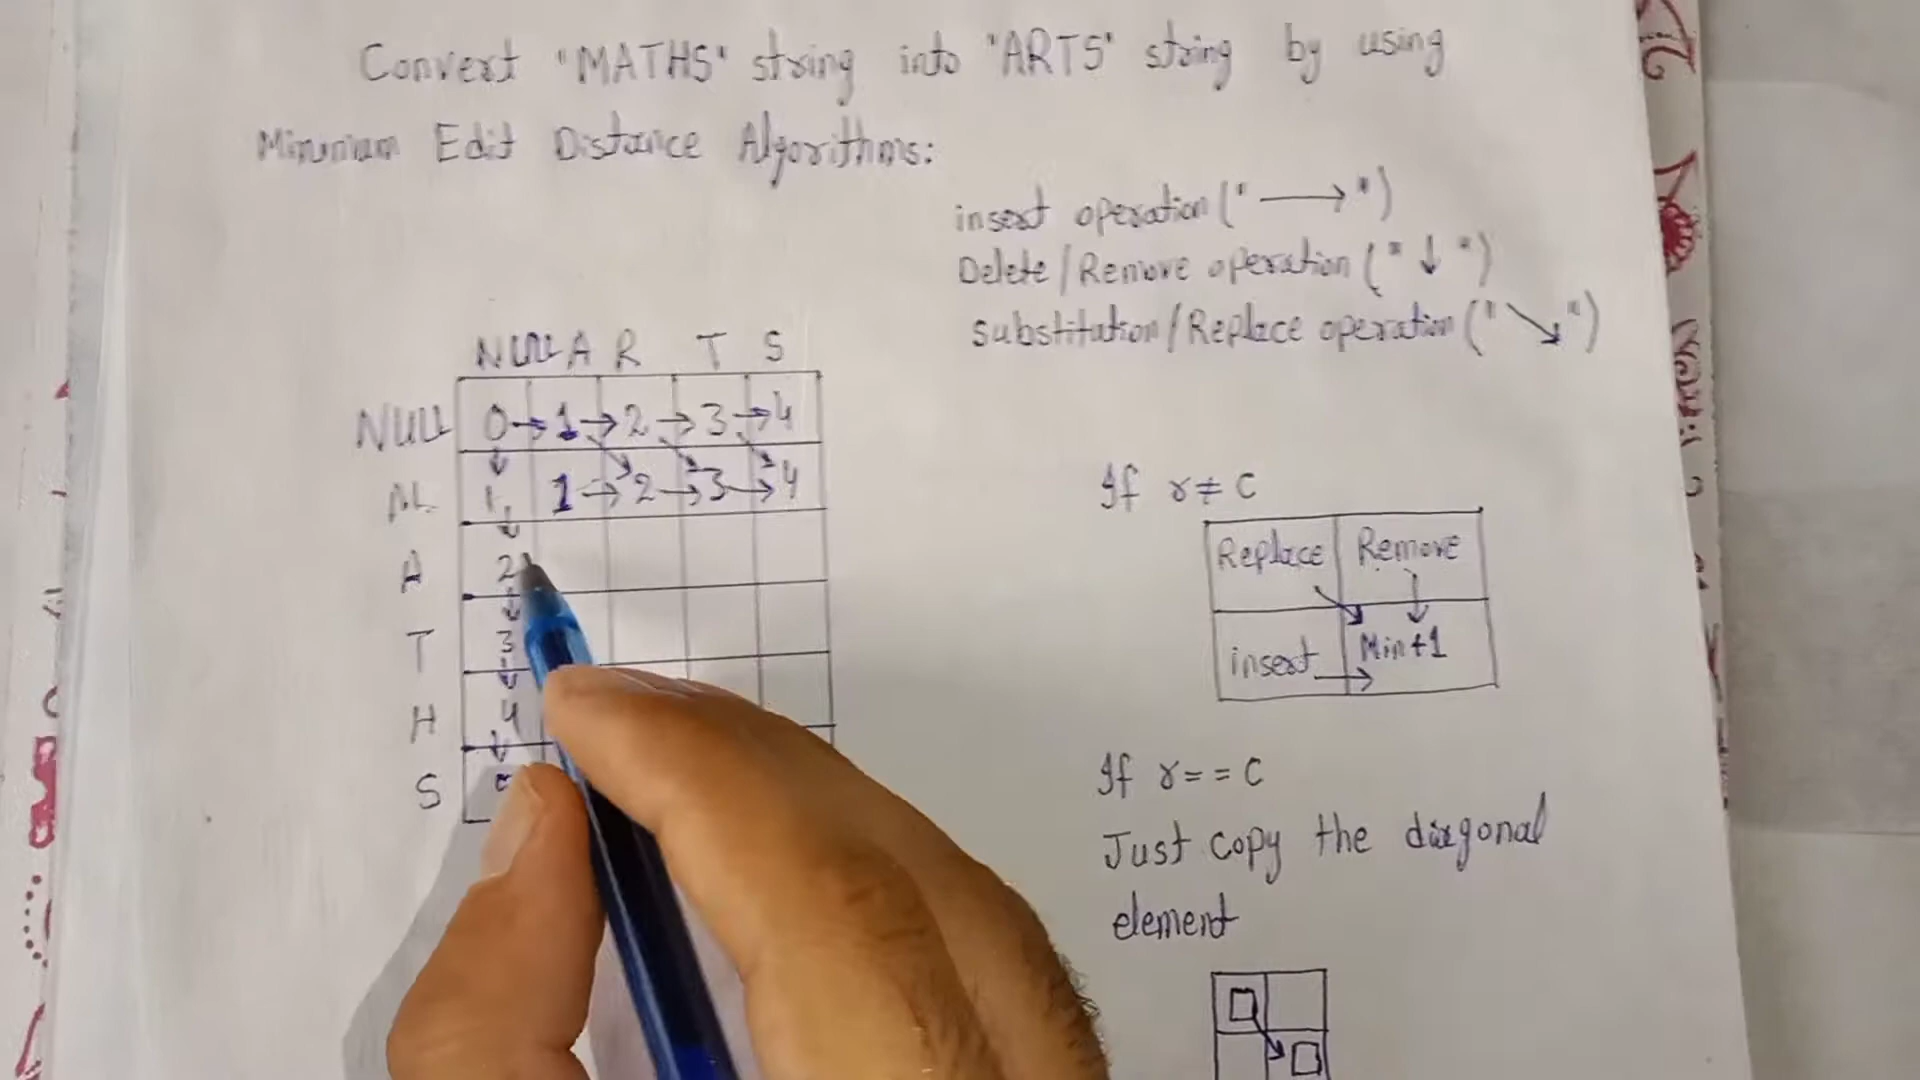 Convert "MATHS" string into "ARTS" string by using
Minimum Edit Distance Algorithms:
insert operation("⟶")
Delete/Remove operation("↓")
substitution/Replace operation("↘")
NULL A R T S
NULL 0→1→2→3→4
M 1 1→2→3→4
A 2
T 3
H 4
S
If r≠c
Replace Remove
insert → Min+1
If r==c
Just copy the diagonal
element